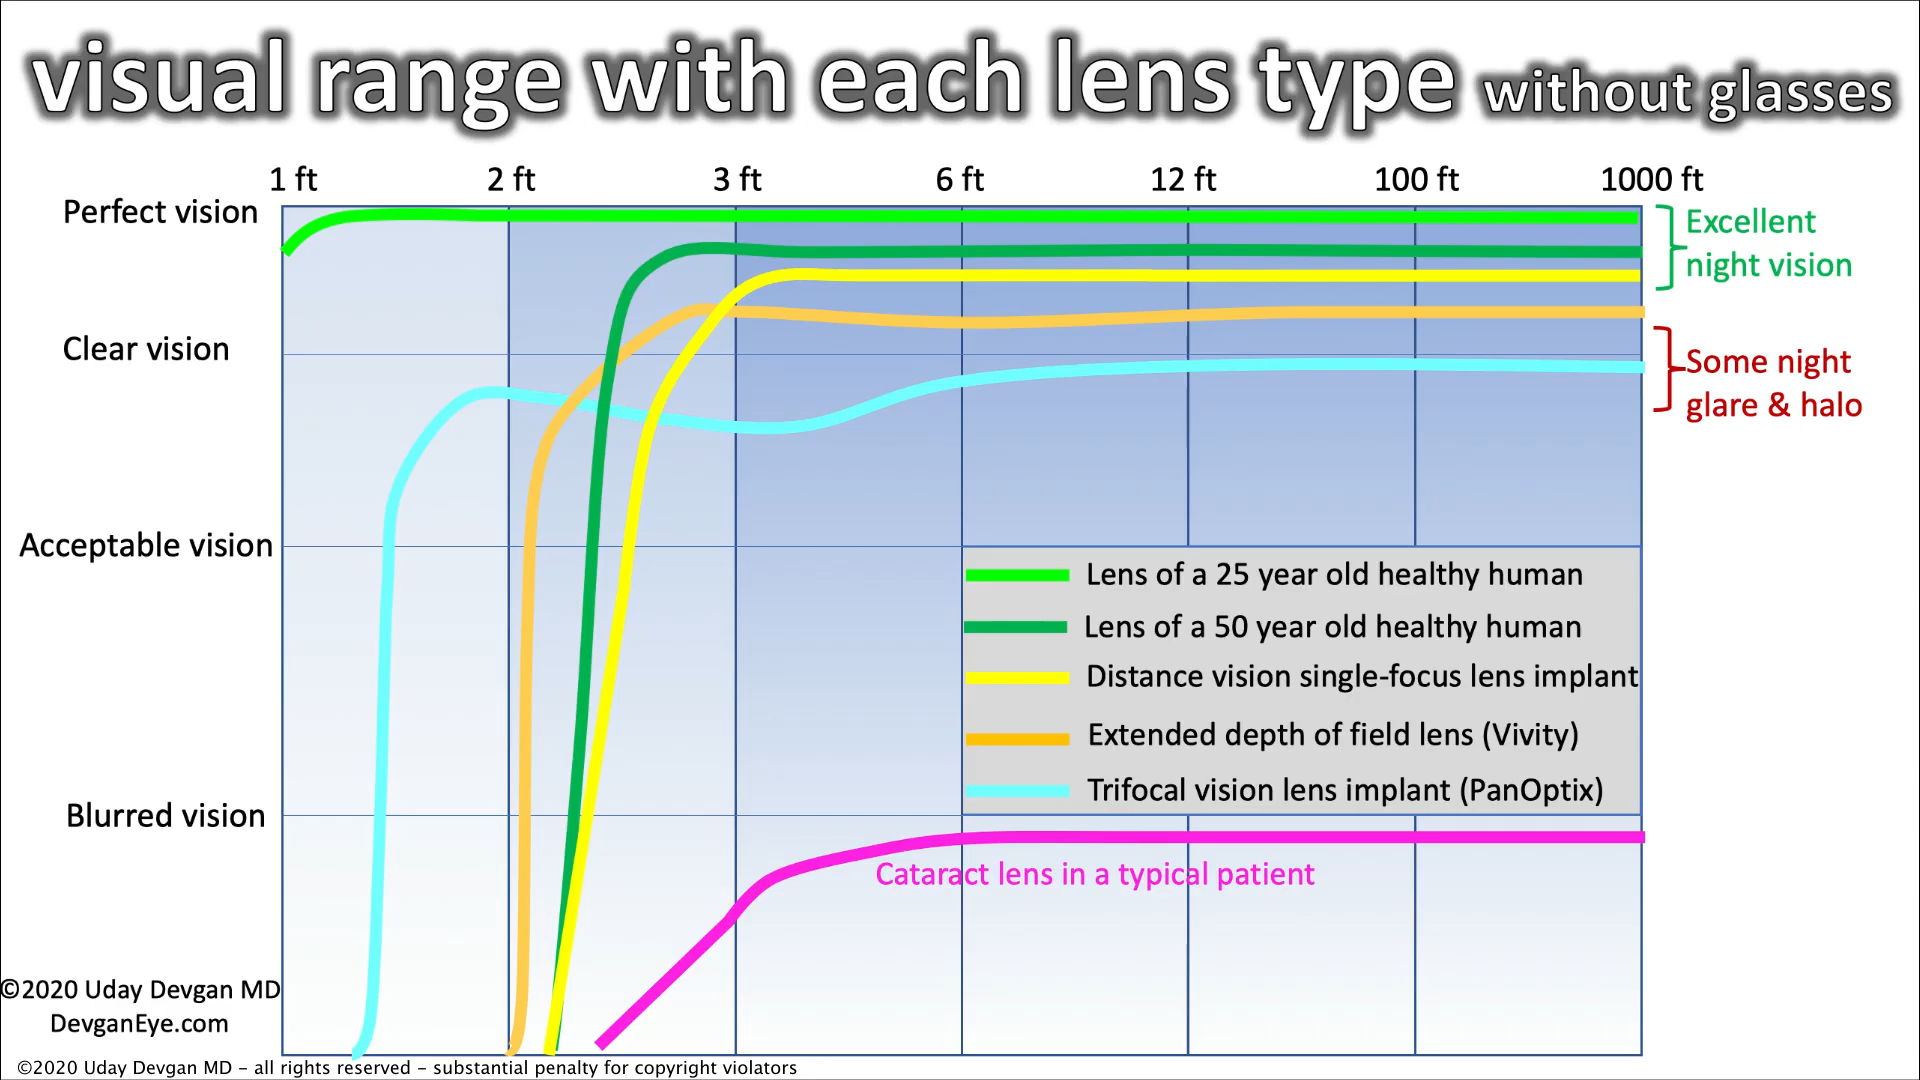 visual range with each lens type without glasses
1 ft 2 ft 3 ft 6 ft 12 ft 100 ft 1000 ft
Perfect vision
Clear vision
Acceptable vision
Blurred vision
Excellent
night vision
Some night
glare & halo
Lens of a 25 year old healthy human
Lens of a 50 year old healthy human
Distance vision single-focus lens implant
Extended depth of field lens (Vivity)
Trifocal vision lens implant (PanOptix)
Cataract lens in a typical patient
©2020 Uday Devgan MD
DevganEye.com
©2020 Uday Devgan MD – all rights reserved – substantial penalty for copyright violators